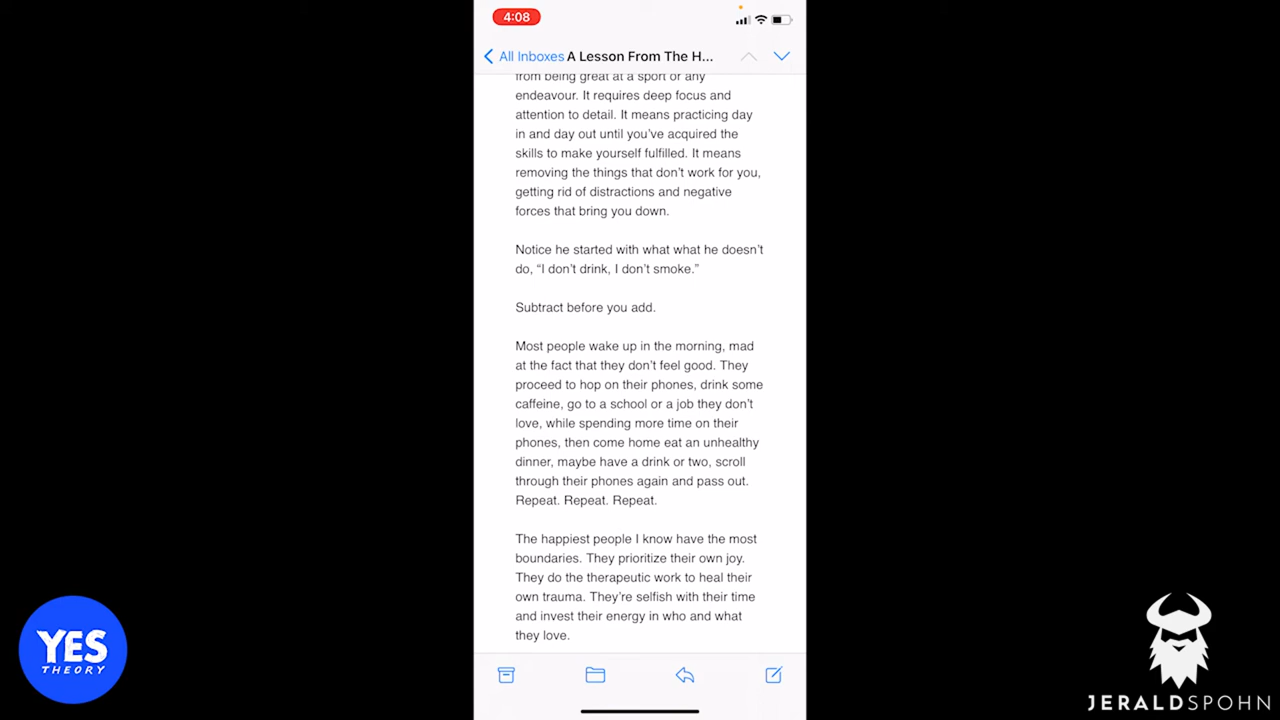 4:08
All Inboxes A Lesson From The H...
from being great at a sport or any
endeavour. It requires deep focus and
attention to detail. It means practicing day
in and day out until you’ve acquired the
skills to make yourself fulfilled. It means
removing the things that don’t work for you,
getting rid of distractions and negative
forces that bring you down.
Notice he started with what what he doesn’t
do, “I don’t drink, I don’t smoke.”
Subtract before you add.
Most people wake up in the morning, mad
at the fact that they don’t feel good. They
proceed to hop on their phones, drink some
caffeine, go to a school or a job they don’t
love, while spending more time on their
phones, then come home eat an unhealthy
dinner, maybe have a drink or two, scroll
through their phones again and pass out.
Repeat. Repeat. Repeat.
The happiest people I know have the most
boundaries. They prioritize their own joy.
They do the therapeutic work to heal their
own trauma. They’re selfish with their time
and invest their energy in who and what
they love.
YES
THEORY
JERALDSPOHN